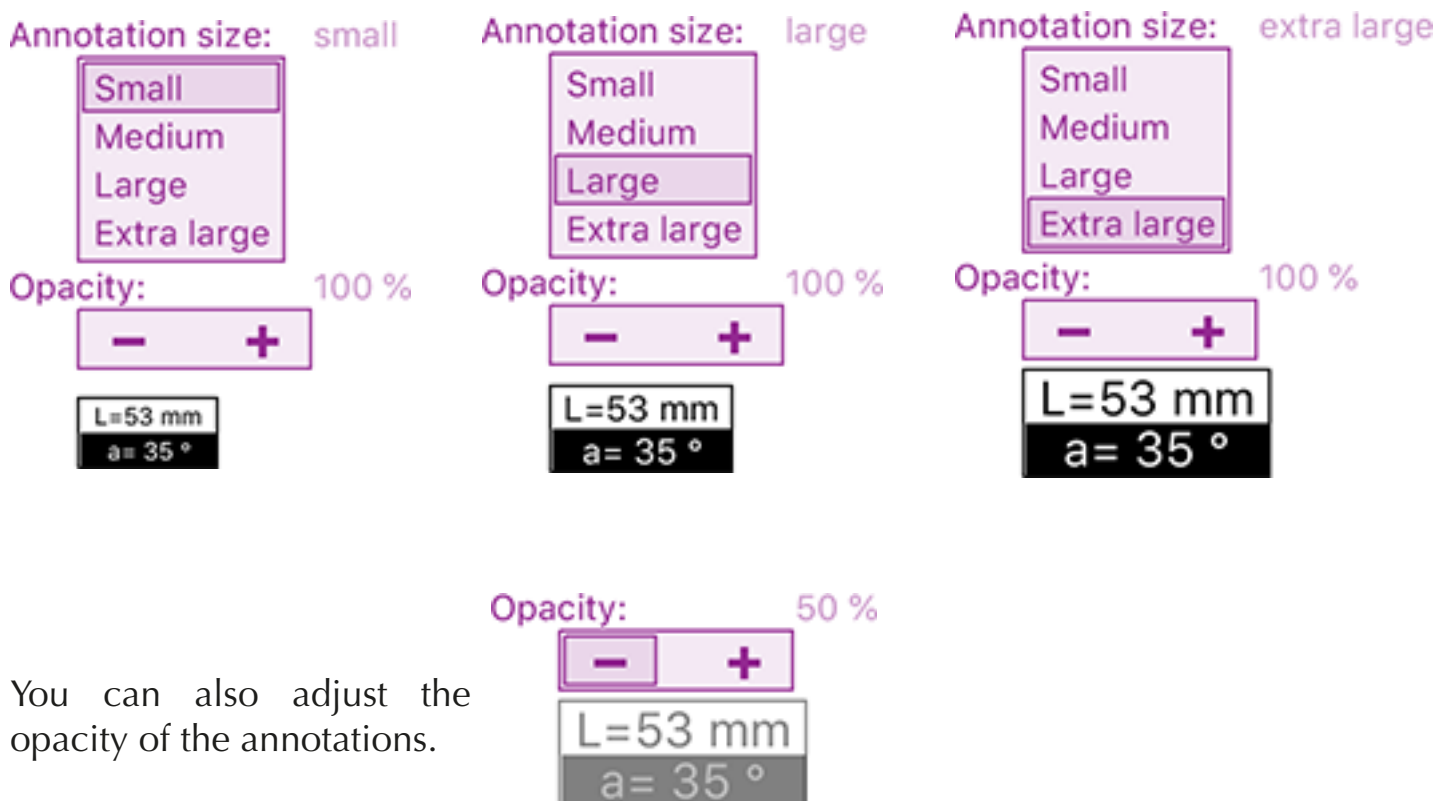 Annotation size: small
Small
Medium
Large
Extra large
Opacity: 100 %
− +
L=53 mm
a= 35 °
Annotation size: large
Small
Medium
Large
Extra large
Opacity: 100 %
− +
L=53 mm
a= 35 °
Annotation size: extra large
Small
Medium
Large
Extra large
Opacity: 100 %
− +
L=53 mm
a= 35 °
You can also adjust the
opacity of the annotations.
Opacity: 50 %
− +
L=53 mm
a= 35 °